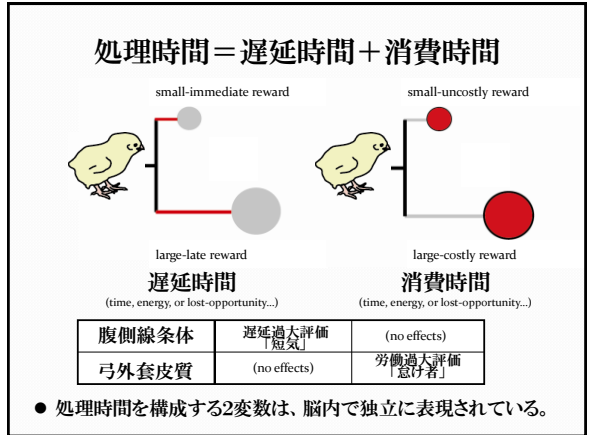 処理時間＝遅延時間＋消費時間
small-immediate reward
small-uncostly reward
large-late reward
large-costly reward
遅延時間
消費時間
(time, energy, or lost-opportunity...)
(time, energy, or lost-opportunity...)
腹側線条体
遅延過大評価
「短気」
(no effects)
弓外套皮質
(no effects)
労働過大評価
「怠け者」
● 処理時間を構成する2変数は、脳内で独立に表現されている。